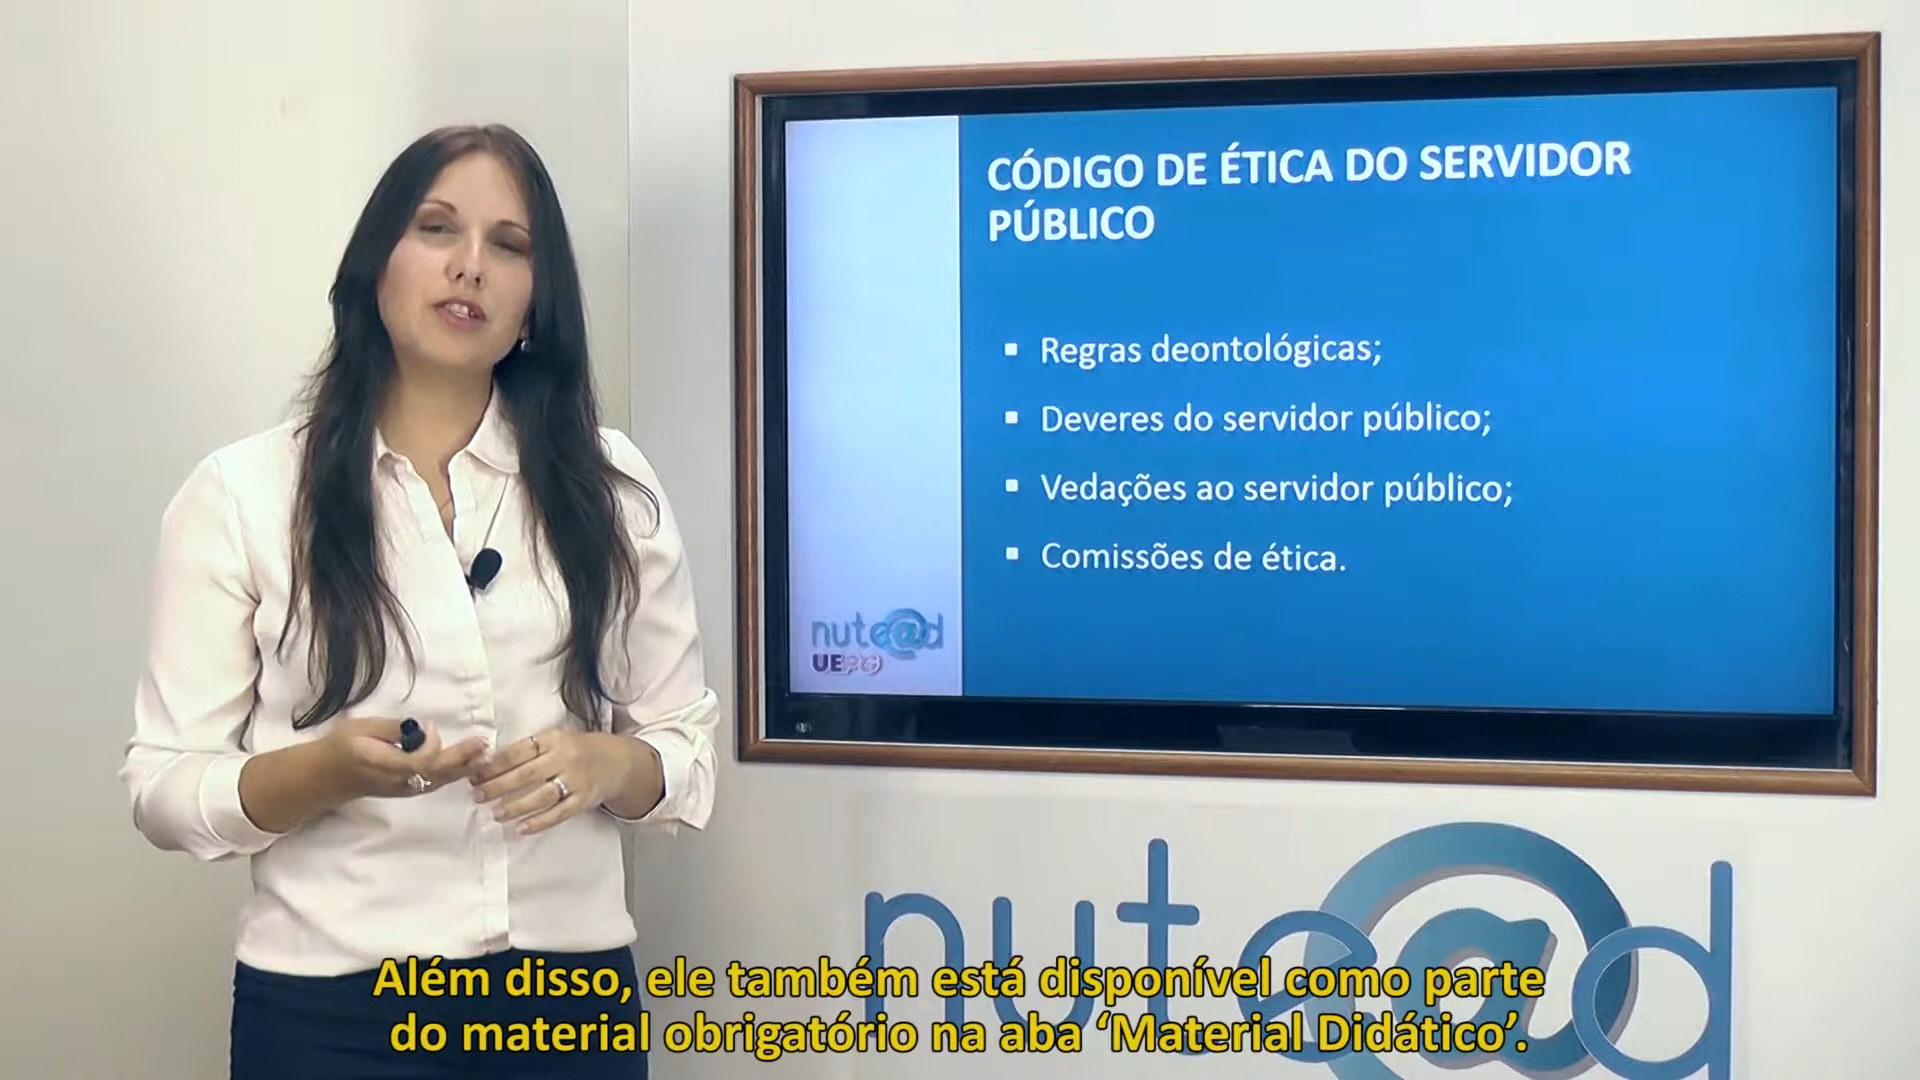 CÓDIGO DE ÉTICA DO SERVIDOR
PÚBLICO
Regras deontológicas;
Deveres do servidor público;
Vedações ao servidor público;
Comissões de ética.
nute@d
UEPG
nute@d
Além disso, ele também está disponível como parte
do material obrigatório na aba ‘Material Didático’.